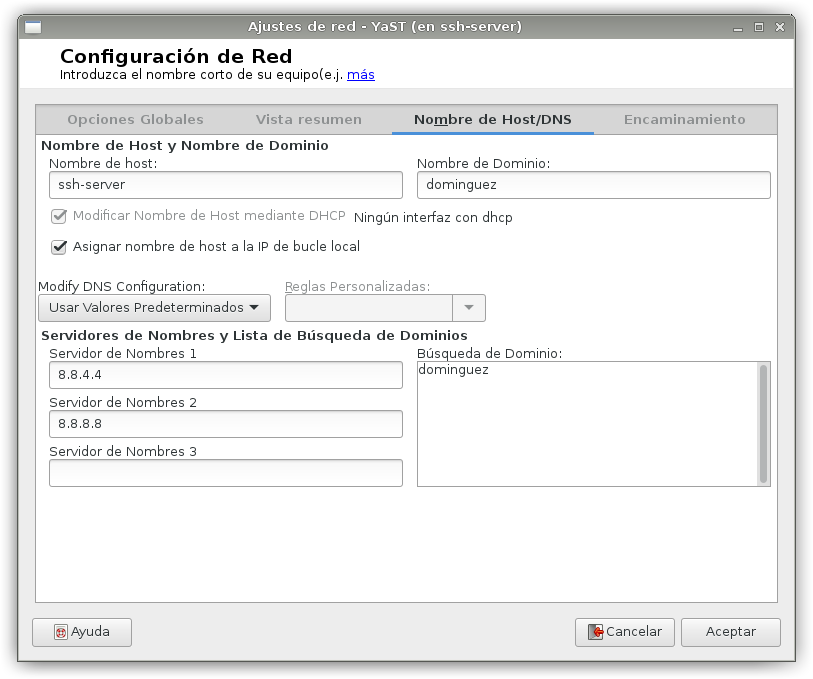 Ajustes de red - YaST (en ssh-server)
Configuración de Red
Introduzca el nombre corto de su equipo(e.j. más
Opciones Globales Vista resumen Nombre de Host/DNS Encaminamiento
Nombre de Host y Nombre de Dominio
Nombre de host: Nombre de Dominio:
ssh-server dominguez
Modificar Nombre de Host mediante DHCP Ningún interfaz con dhcp
Asignar nombre de host a la IP de bucle local
Modify DNS Configuration: Reglas Personalizadas:
Usar Valores Predeterminados
Servidores de Nombres y Lista de Búsqueda de Dominios
Servidor de Nombres 1 Búsqueda de Dominio:
8.8.4.4 dominguez
Servidor de Nombres 2
8.8.8.8
Servidor de Nombres 3
Ayuda Cancelar Aceptar